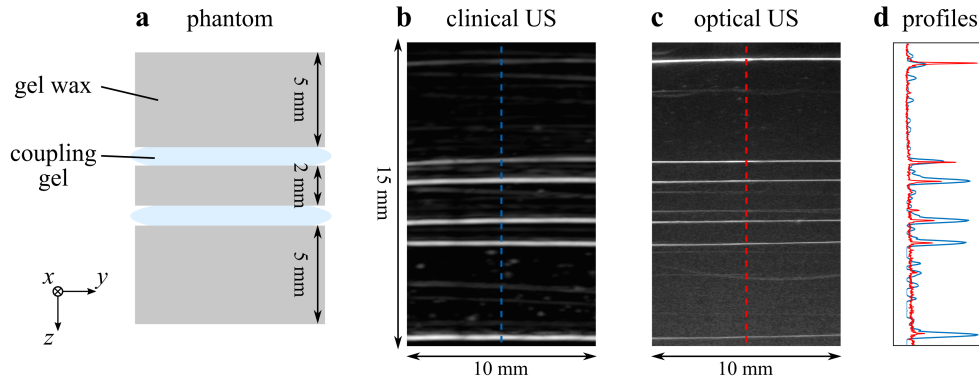 a phantom
b clinical US
c optical US
d profiles
gel wax
coupling
gel
5 mm
2 mm
5 mm
x
y
z
15 mm
10 mm
10 mm